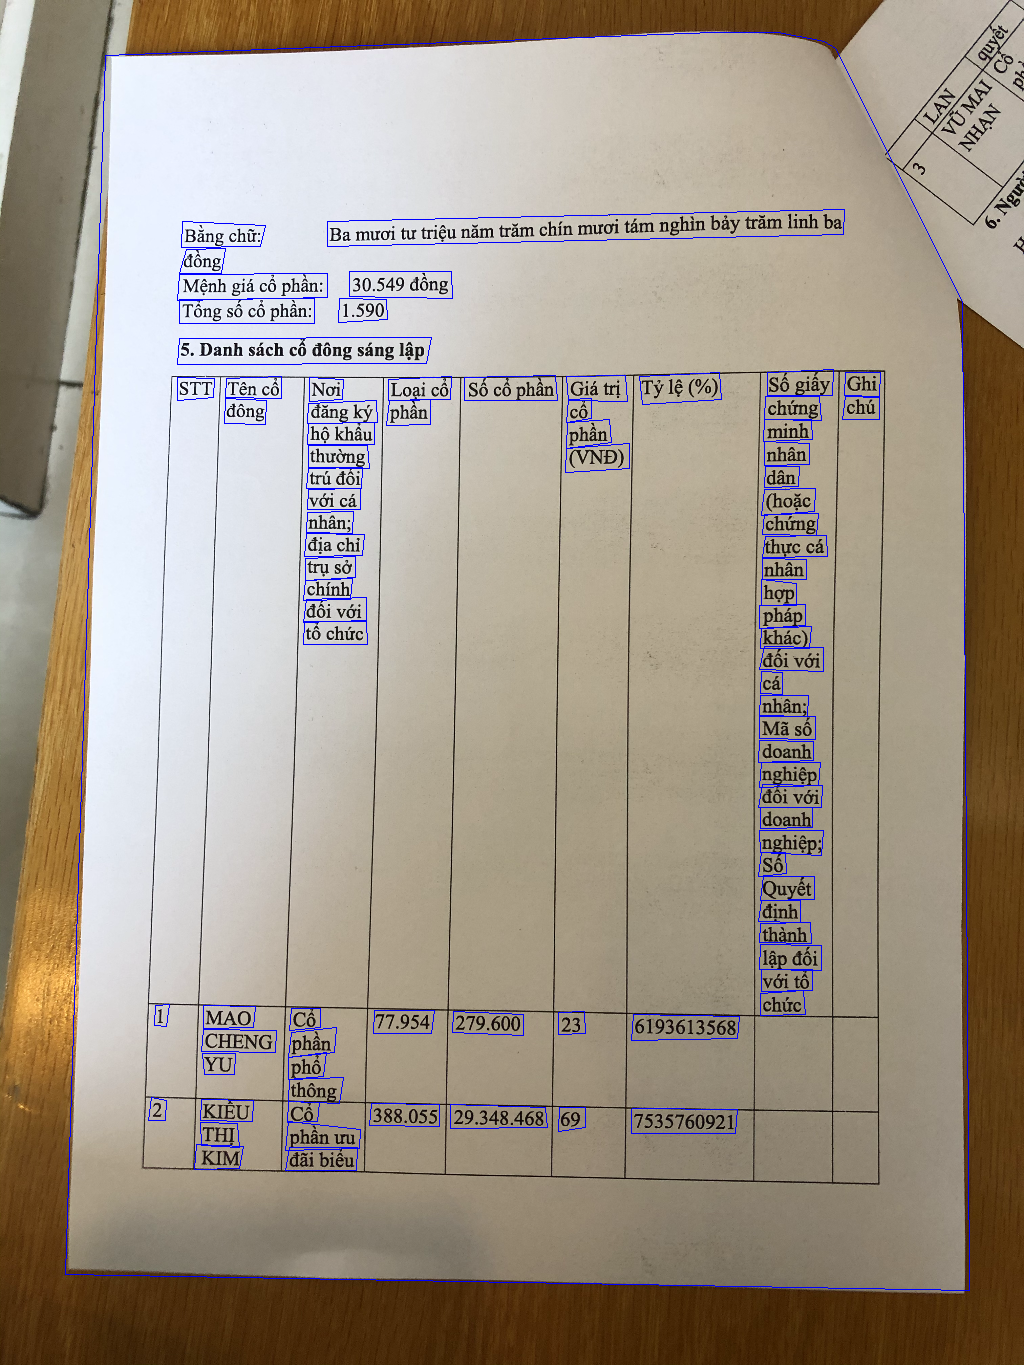 Bằng chữ: Ba mươi tư triệu năm trăm chín mươi tám nghìn bảy trăm linh ba
đồng
Mệnh giá cổ phần: 30.549 đồng
Tổng số cổ phần: 1.590
5. Danh sách cổ đông sáng lập
STT
Tên cổ
đông
Nơi
đăng ký
hộ khẩu
thường
trú đối
với cá
nhân;
địa chỉ
trụ sở
chính
đối với
tổ chức
Loại cổ
phần
Số cổ phần
Giá trị
cổ
phần
(VNĐ)
Tỷ lệ (%)
Số giấy
chứng
minh
nhân
dân
(hoặc
chứng
thực cá
nhân
hợp
pháp
khác)
đối với
cá
nhân;
Mã số
doanh
nghiệp
đối với
doanh
nghiệp;
Số
Quyết
định
thành
lập đối
với tổ
chức
Ghi
chú
1
MAO
CHENG
YU
Cổ
phần
phổ
thông
77.954
279.600
23
6193613568
2
KIỀU
THỊ
KIM
Cổ
phần ưu
đãi biểu
388.055
29.348.468
69
7535760921
LAN
quyết
3
VŨ MAI
NHẠN
Cổ
6. Người